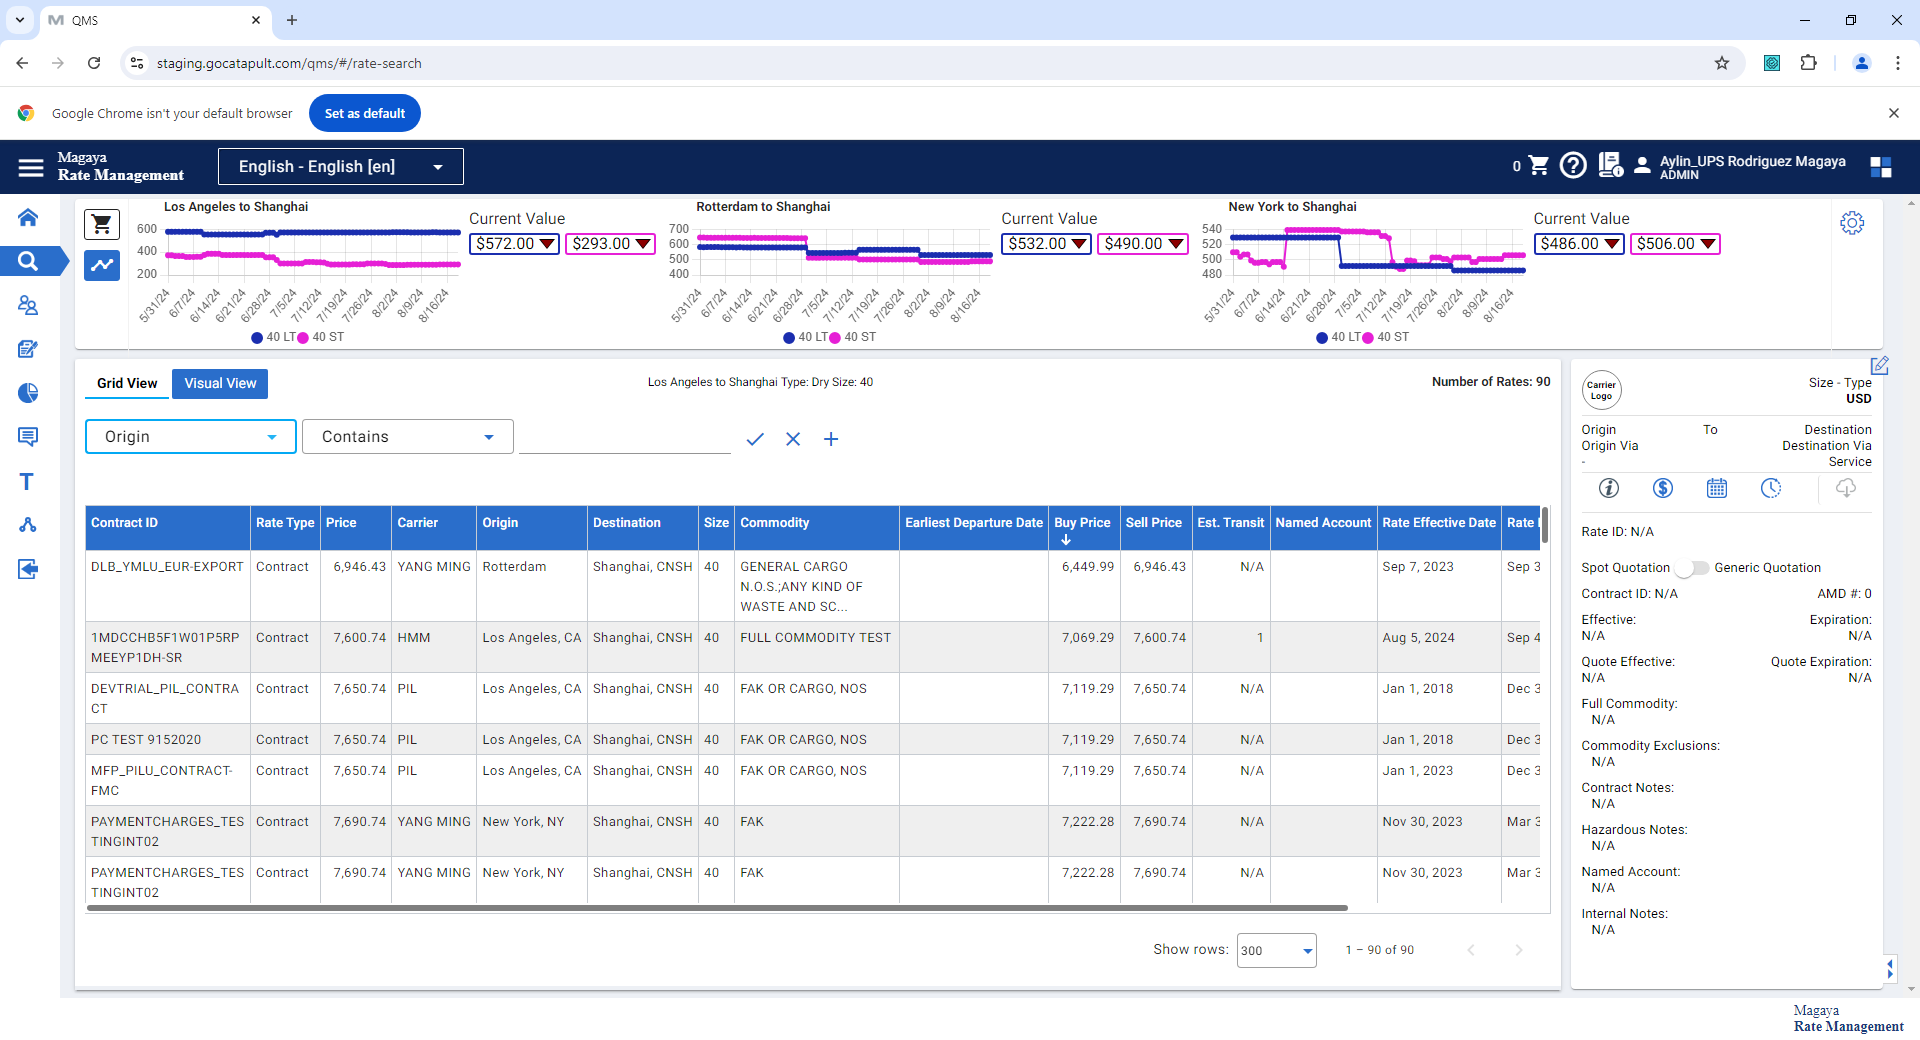 QMS
staging.gocatapult.com/qms/#/rate-search
Google Chrome isn't your default browser
Set as default
Magaya
Rate Management
English - English [en]
0
Aylin_UPS Rodriguez Magaya
ADMIN
Los Angeles to Shanghai
600
400
200
5/31/24 6/7/24 6/14/24 6/21/24 6/28/24 7/5/24 7/12/24 7/19/24 7/26/24 8/2/24 8/9/24 8/16/24
40 LT 40 ST
Current Value
$572.00 $293.00
Rotterdam to Shanghai
700
600
500
400
5/31/24 6/7/24 6/14/24 6/21/24 6/28/24 7/5/24 7/12/24 7/19/24 7/26/24 8/2/24 8/9/24 8/16/24
40 LT 40 ST
Current Value
$532.00 $490.00
New York to Shanghai
540
520
500
480
5/31/24 6/7/24 6/14/24 6/21/24 6/28/24 7/5/24 7/12/24 7/19/24 7/26/24 8/2/24 8/9/24 8/16/24
40 LT 40 ST
Current Value
$486.00 $506.00
Grid View Visual View
Los Angeles to Shanghai Type: Dry Size: 40
Number of Rates: 90
Origin Contains
Contract ID Rate Type Price Carrier Origin Destination Size Commodity Earliest Departure Date Buy Price Sell Price Est. Transit Named Account Rate Effective Date Rate
DLB_YMLU_EUR-EXPORT Contract 6,946.43 YANG MING Rotterdam Shanghai, CNSH 40 GENERAL CARGO 6,449.99 6,946.43 N/A Sep 7, 2023 Sep 3
N.O.S.;ANY KIND OF
WASTE AND SC...
1MDCCHB5F1W01P5RP Contract 7,600.74 HMM Los Angeles, CA Shanghai, CNSH 40 FULL COMMODITY TEST 7,069.29 7,600.74 1 Aug 5, 2024 Sep 4
MEEYP1DH-SR
DEVTRIAL_PIL_CONTRA Contract 7,650.74 PIL Los Angeles, CA Shanghai, CNSH 40 FAK OR CARGO, NOS 7,119.29 7,650.74 N/A Jan 1, 2018 Dec 3
CT
PC TEST 9152020 Contract 7,650.74 PIL Los Angeles, CA Shanghai, CNSH 40 FAK OR CARGO, NOS 7,119.29 7,650.74 N/A Jan 1, 2018 Dec 3
MFP_PILU_CONTRACT- Contract 7,650.74 PIL Los Angeles, CA Shanghai, CNSH 40 FAK OR CARGO, NOS 7,119.29 7,650.74 N/A Jan 1, 2023 Dec 3
FMC
PAYMENTCHARGES_TES Contract 7,690.74 YANG MING New York, NY Shanghai, CNSH 40 FAK 7,222.28 7,690.74 N/A Nov 30, 2023 Mar 3
TINGINT02
PAYMENTCHARGES_TES Contract 7,690.74 YANG MING New York, NY Shanghai, CNSH 40 FAK 7,222.28 7,690.74 N/A Nov 30, 2023 Mar 3
TINGINT02
Show rows: 300 1 – 90 of 90
Carrier
Logo
Size - Type
USD
Origin To Destination
Origin Via Destination Via
- Service
Rate ID: N/A
Spot Quotation Generic Quotation
Contract ID: N/A AMD #: 0
Effective: Expiration:
N/A N/A
Quote Effective: Quote Expiration:
N/A N/A
Full Commodity:
N/A
Commodity Exclusions:
N/A
Contract Notes:
N/A
Hazardous Notes:
N/A
Named Account:
N/A
Internal Notes:
N/A
Magaya
Rate Management